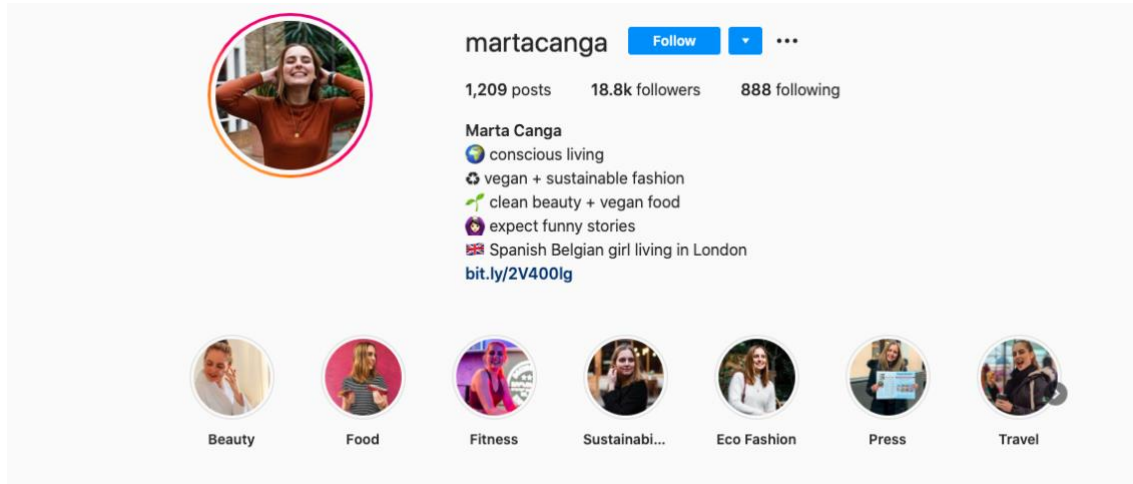 martacanga Follow
1,209 posts 18.8k followers 888 following
Marta Canga
conscious living
vegan + sustainable fashion
clean beauty + vegan food
expect funny stories
Spanish Belgian girl living in London
bit.ly/2V400lg
Beauty Food Fitness Sustainabi... Eco Fashion Press Travel